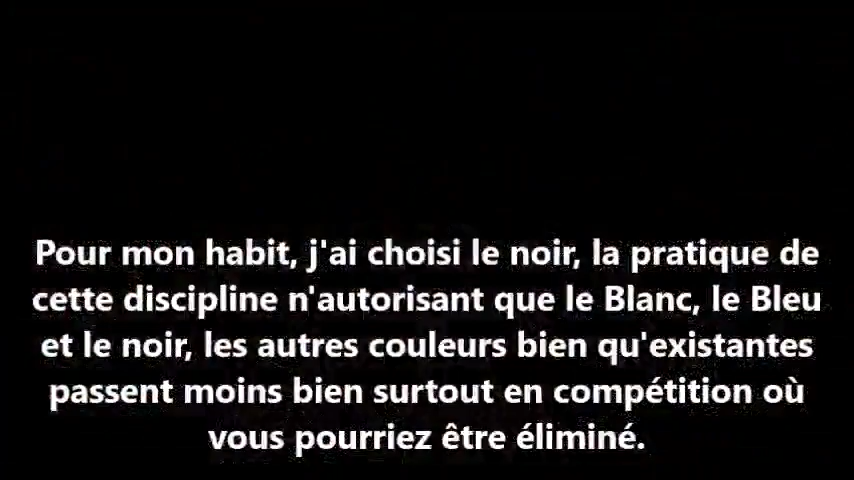 Pour mon habit, j'ai choisi le noir, la pratique de
cette discipline n'autorisant que le Blanc, le Bleu
et le noir, les autres couleurs bien qu'existantes
passent moins bien surtout en compétition où
vous pourriez être éliminé.